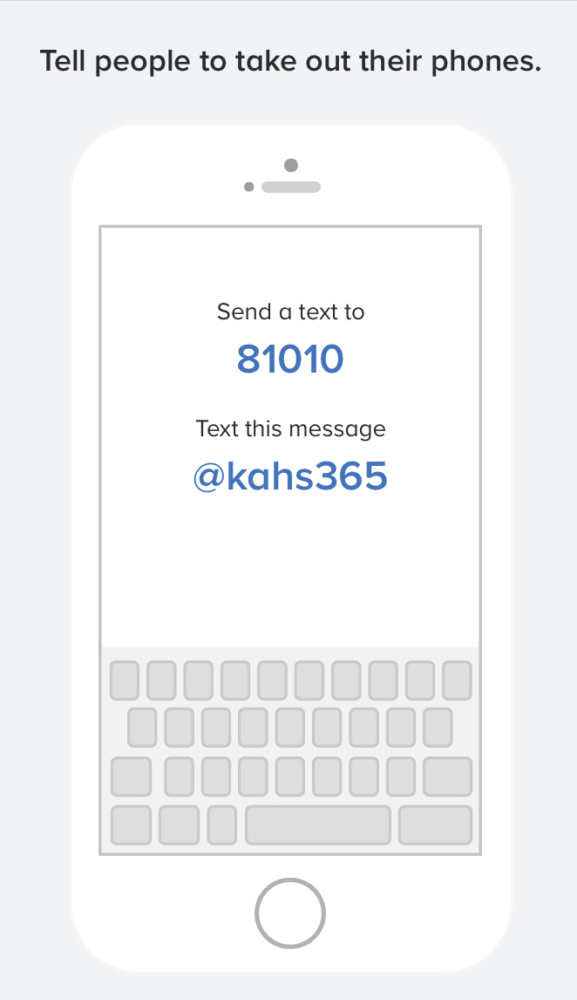 Tell people to take out their phones.
Send a text to
81010
Text this message
@kahs365